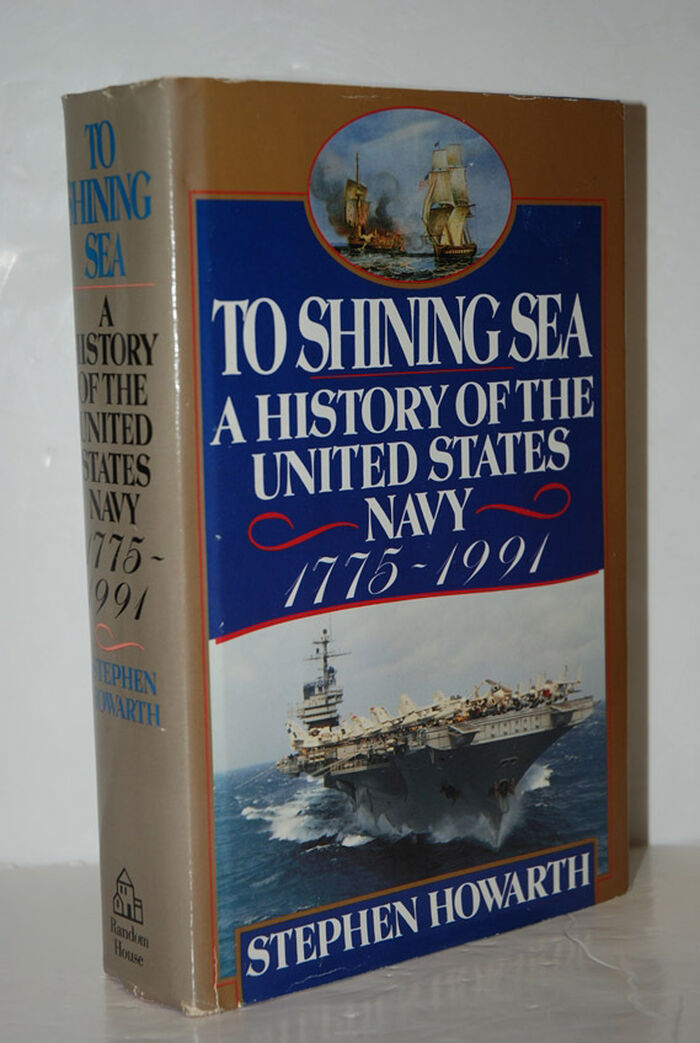 TO
SHINING
SEA
A
HISTORY
OF THE
UNITED
STATES
NAVY
1775-
1991
STEPHEN
HOWARTH
Random
House
TO SHINING SEA
A HISTORY OF THE
UNITED STATES
NAVY
1775-1991
STEPHEN HOWARTH